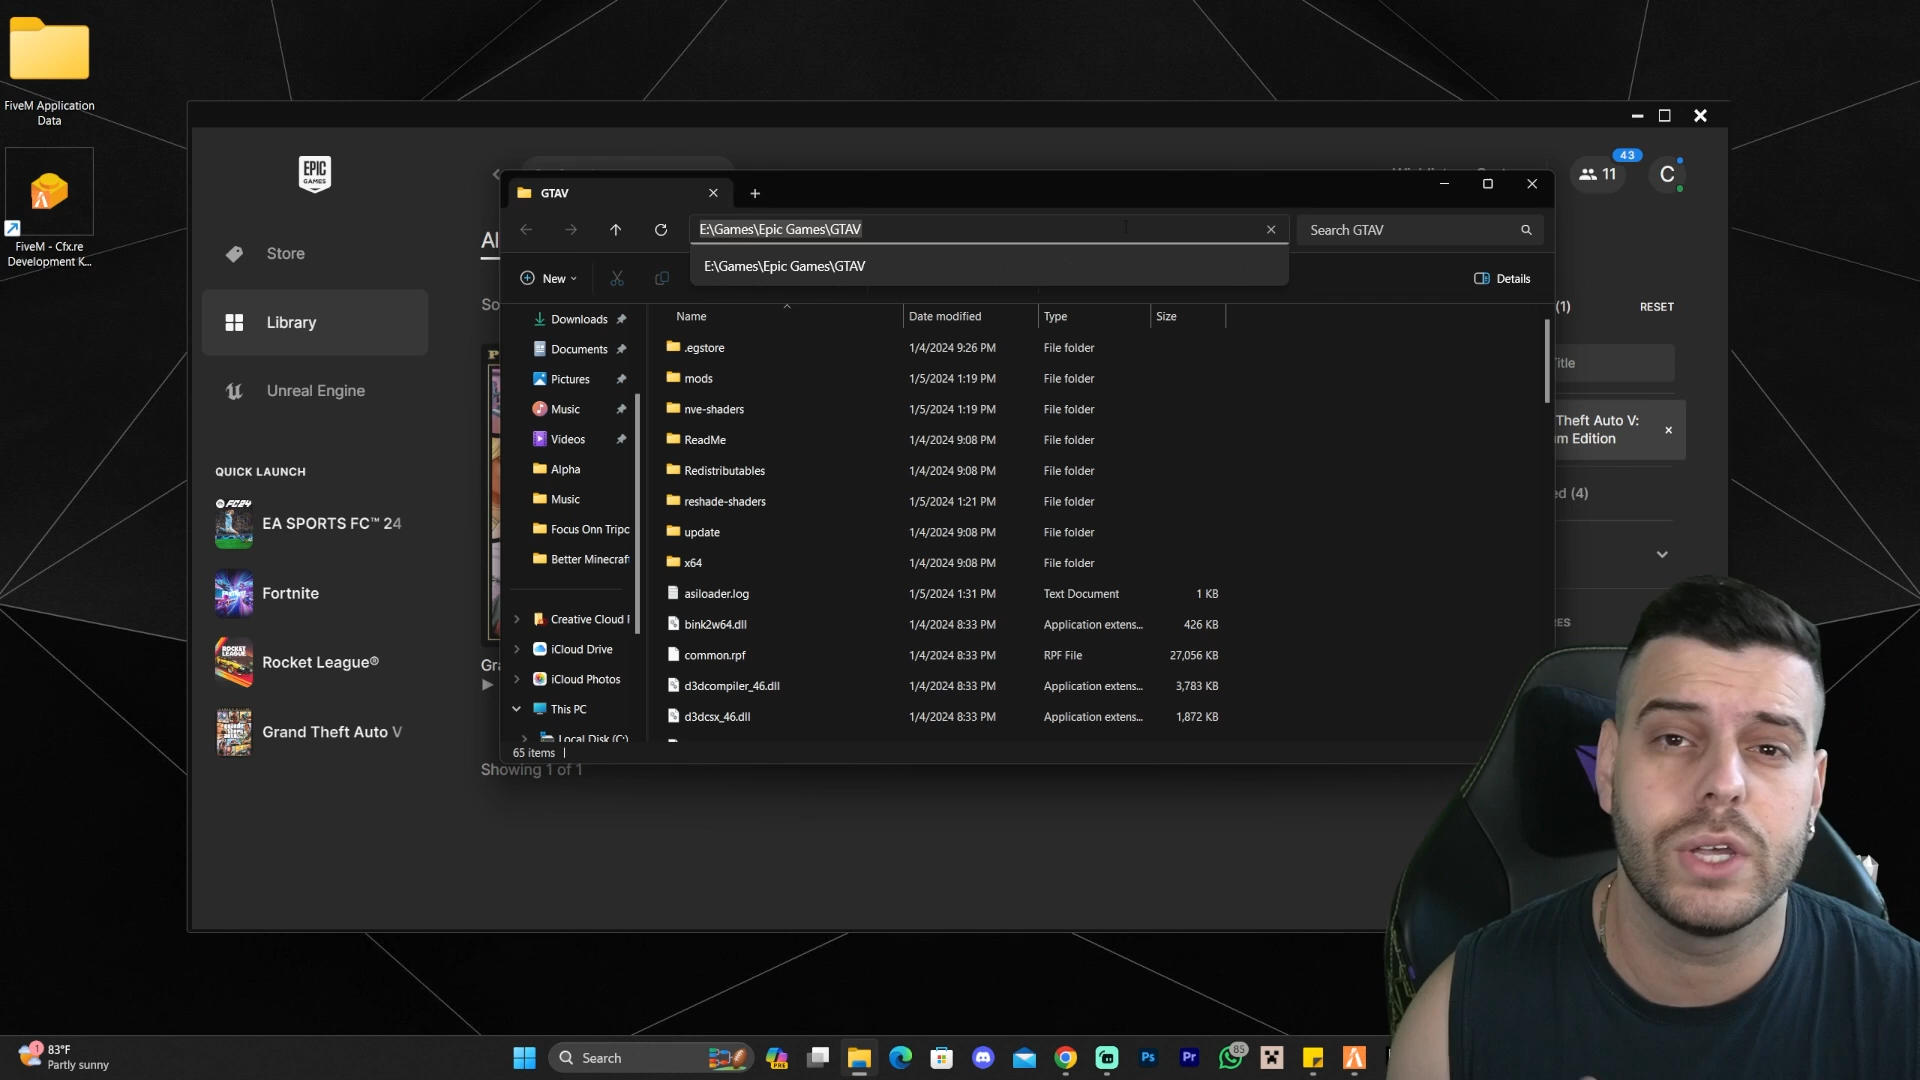 FiveM Application
Data
FiveM - Cfx.re
Development K...
EPIC
GAMES
Store
Library
Unreal Engine
QUICK LAUNCH
EA SPORTS FC™ 24
Fortnite
Rocket League®
Grand Theft Auto V
43
11
C
GTAV
E:\Games\Epic Games\GTAV
Search GTAV
E:\Games\Epic Games\GTAV
New
Details
Al
So
(1)
RESET
Title
Theft Auto V:
m Edition
ed (4)
ES
Downloads
Documents
Pictures
Music
Videos
Alpha
Music
Focus Onn Tripc
Better Minecraft
Creative Cloud F
iCloud Drive
iCloud Photos
This PC
Local Disk (C:)
Name Date modified Type Size
.egstore 1/4/2024 9:26 PM File folder
mods 1/5/2024 1:19 PM File folder
nve-shaders 1/5/2024 1:19 PM File folder
ReadMe 1/4/2024 9:08 PM File folder
Redistributables 1/4/2024 9:08 PM File folder
reshade-shaders 1/5/2024 1:21 PM File folder
update 1/4/2024 9:08 PM File folder
x64 1/4/2024 9:08 PM File folder
asiloader.log 1/5/2024 1:31 PM Text Document 1 KB
bink2w64.dll 1/4/2024 8:33 PM Application extens... 426 KB
common.rpf 1/4/2024 8:33 PM RPF File 27,056 KB
d3dcompiler_46.dll 1/4/2024 8:33 PM Application extens... 3,783 KB
d3dcsx_46.dll 1/4/2024 8:33 PM Application extens... 1,872 KB
65 items
Gra
Showing 1 of 1
1
83°F
Partly sunny
Search
PRE
Ps
Pr
85